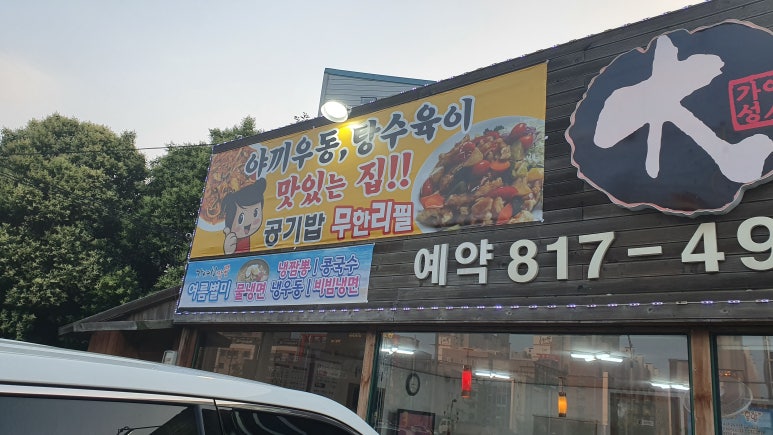 야끼우동, 탕수육이
맛있는 집!!
공기밥 무한리필
여름별미 물냉면
냉짬뽕 / 콩국수
냉우동 / 비빔냉면
大
예약 817-49